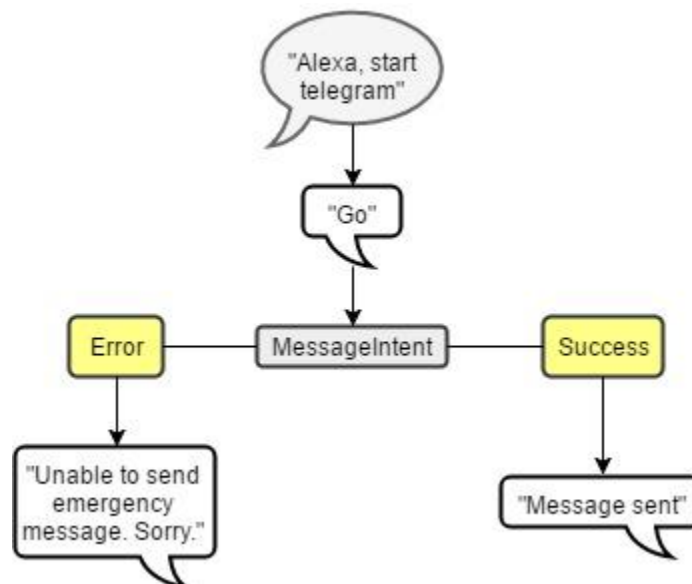 "Alexa, start
telegram"
"Go"
Error
MessageIntent
Success
"Unable to send
emergency
message. Sorry."
"Message sent"